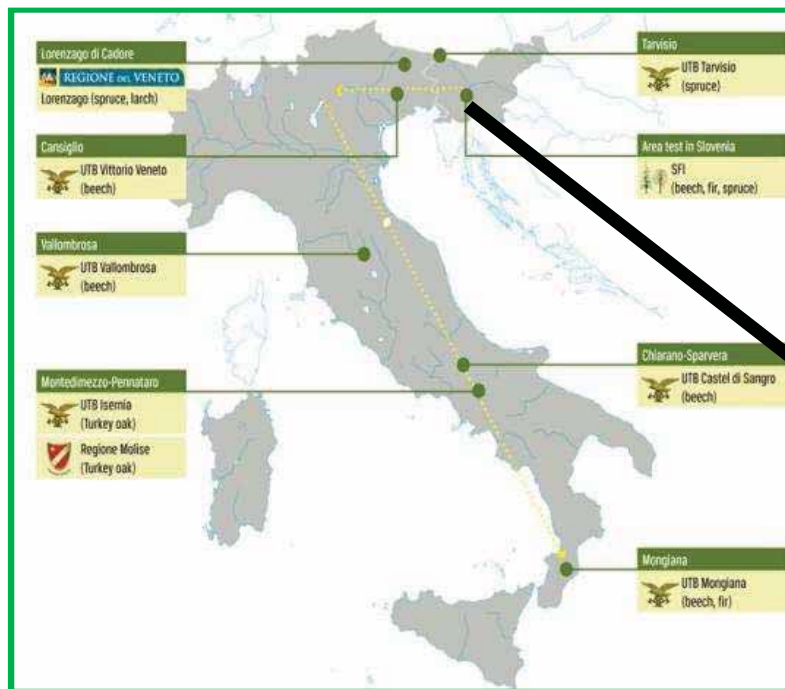 Lorenzago di Cadore
REGIONE DEL VENETO
Lorenzago (spruce, larch)
Cansiglio
UTB Vittorio Veneto
(beech)
Vallombrosa
UTB Vallombrosa
(beech)
Montedimezzo-Pennataro
UTB Isernia
(Turkey oak)
Regione Molise
(Turkey oak)
Tarvisio
UTB Tarvisio
(spruce)
Area test in Slovenia
SFI
(beech, fir, spruce)
Chiarano-Sparvera
UTB Castel di Sangro
(beech)
Mongiana
UTB Mongiana
(beech, fir)